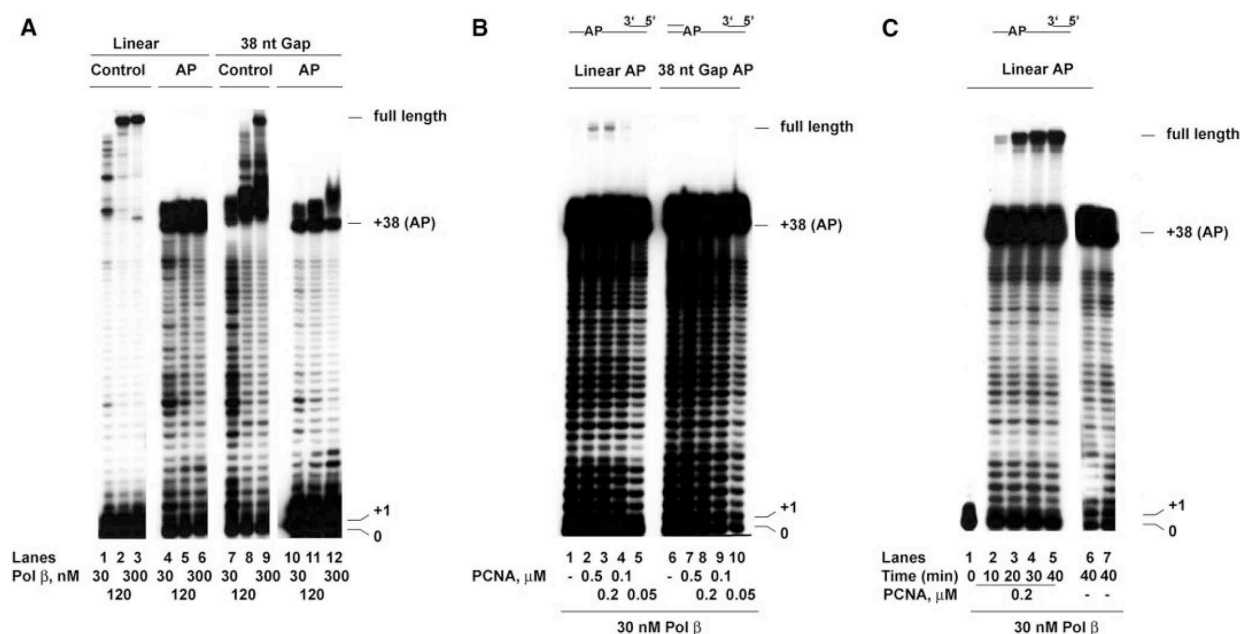 A
Linear 38 nt Gap
Control AP Control AP
full length
+38 (AP)
+1
0
Lanes 1 2 3 4 5 6 7 8 9 10 11 12
Pol β, nM 30 300 30 300 30 300 30 300
120 120 120 120
B
3' 5' 3' 5'
AP AP
Linear AP 38 nt Gap AP
full length
+38 (AP)
+1
0
1 2 3 4 5 6 7 8 9 10
PCNA, μM - 0.5 0.1 - 0.5 0.1
0.2 0.05 0.2 0.05
30 nM Pol β
C
3' 5'
AP
Linear AP
full length
+38 (AP)
+1
0
Lanes 1 2 3 4 5 6 7
Time (min) 0 10 20 30 40 40 40
PCNA, μM 0.2 - -
30 nM Pol β